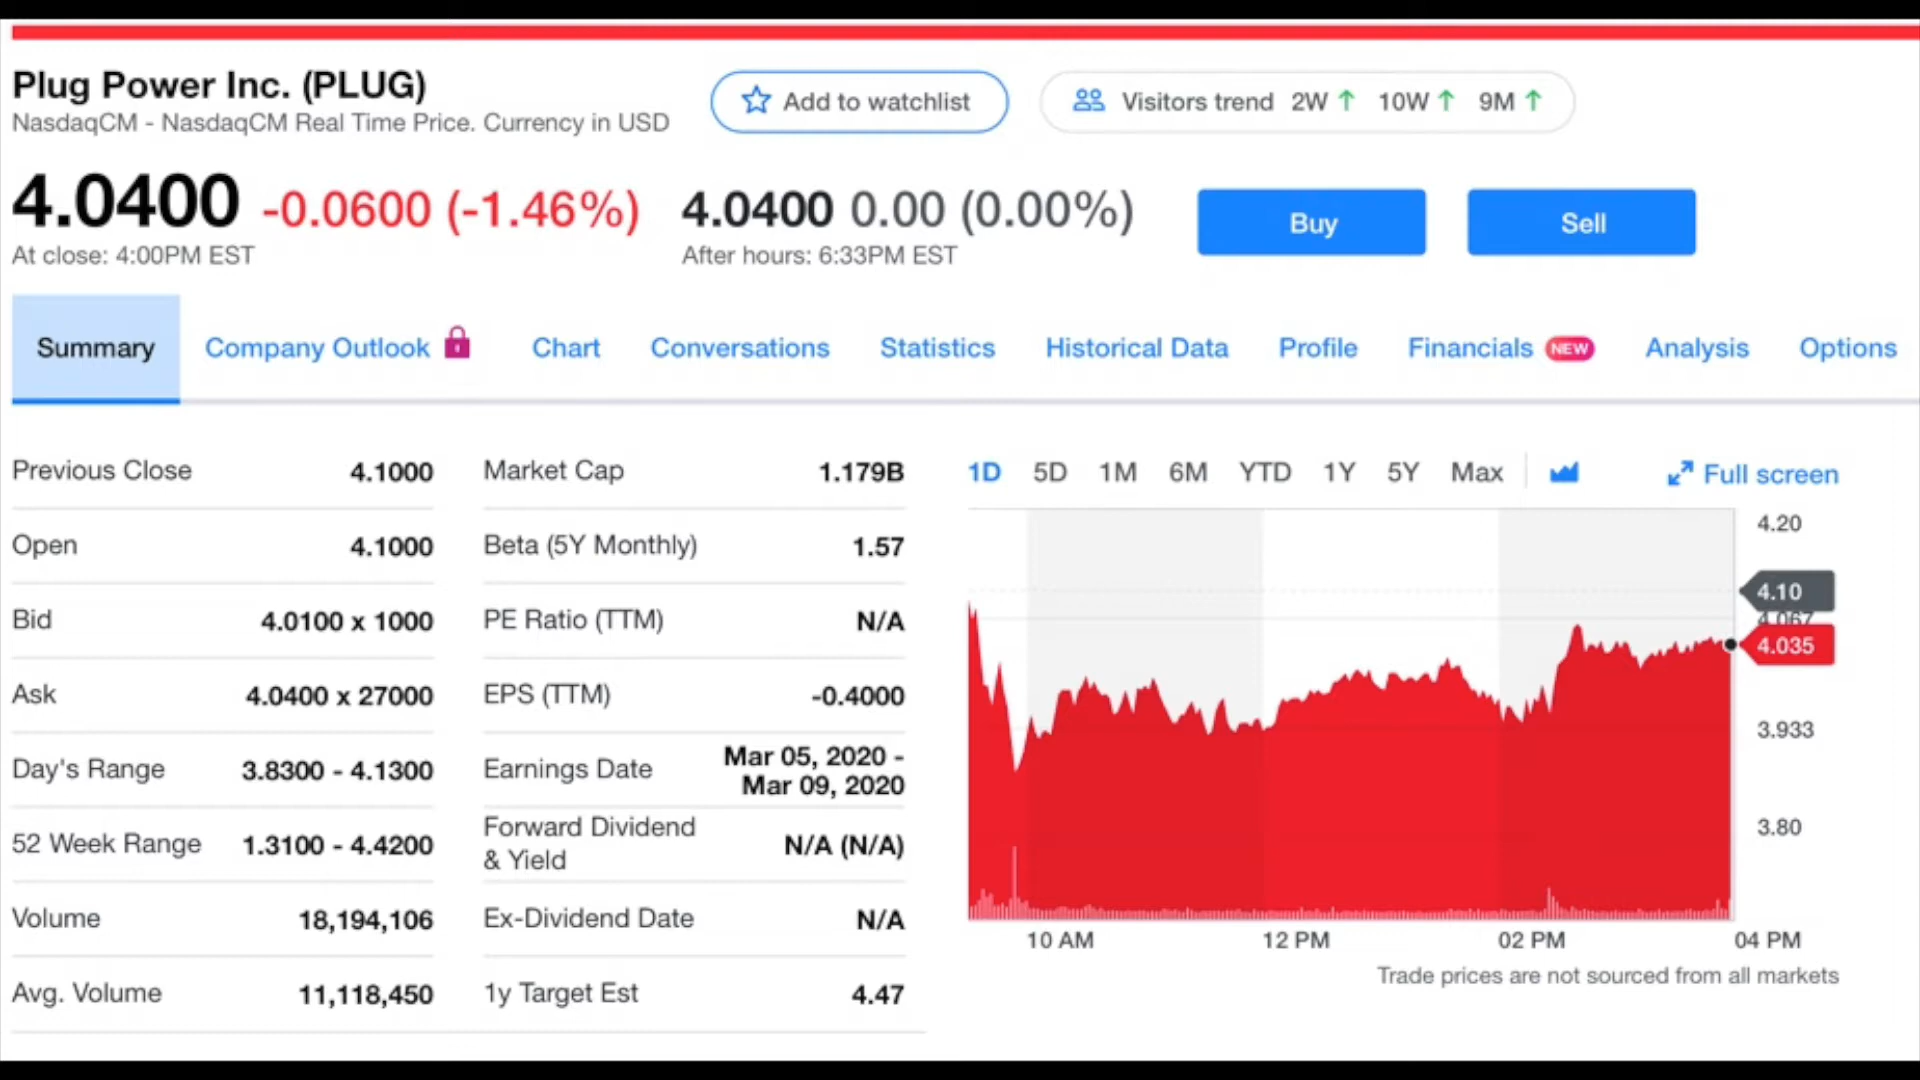 Plug Power Inc. (PLUG)
NasdaqCM - NasdaqCM Real Time Price. Currency in USD
Add to watchlist
Visitors trend 2W ↑ 10W ↑ 9M ↑
4.0400 -0.0600 (-1.46%)
At close: 4:00PM EST
4.0400 0.00 (0.00%)
After hours: 6:33PM EST
Buy
Sell
Summary Company Outlook Chart Conversations Statistics Historical Data Profile Financials NEW Analysis Options
Previous Close 4.1000
Open 4.1000
Bid 4.0100 x 1000
Ask 4.0400 x 27000
Day's Range 3.8300 - 4.1300
52 Week Range 1.3100 - 4.4200
Volume 18,194,106
Avg. Volume 11,118,450
Market Cap 1.179B
Beta (5Y Monthly) 1.57
PE Ratio (TTM) N/A
EPS (TTM) -0.4000
Earnings Date Mar 05, 2020 -
Mar 09, 2020
Forward Dividend
& Yield N/A (N/A)
Ex-Dividend Date N/A
1y Target Est 4.47
1D 5D 1M 6M YTD 1Y 5Y Max Full screen
4.20
4.10
4.067
4.035
3.933
3.80
10 AM 12 PM 02 PM 04 PM
Trade prices are not sourced from all markets